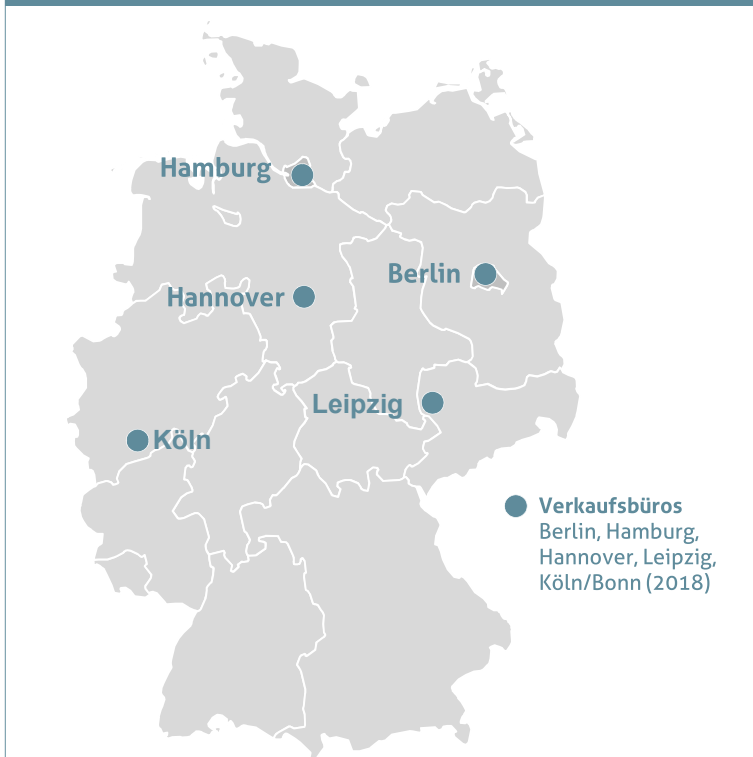 Hamburg
Berlin
Hannover
Leipzig
Köln
Verkaufsbüros
Berlin, Hamburg,
Hannover, Leipzig,
Köln/Bonn (2018)